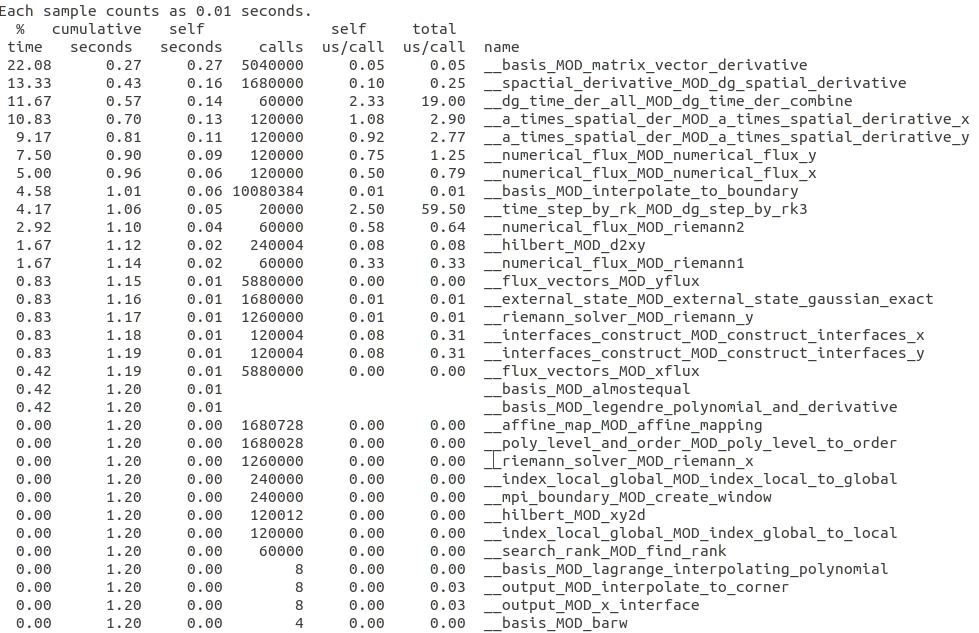 Each sample counts as 0.01 seconds.
% cumulative self self total
time seconds seconds calls us/call us/call name
22.08 0.27 0.27 5040000 0.05 0.05 __basis_MOD_matrix_vector_derivative
13.33 0.43 0.16 1680000 0.10 0.25 __spactial_derivative_MOD_dg_spatial_derivative
11.67 0.57 0.14 60000 2.33 19.00 __dg_time_der_all_MOD_dg_time_der_combine
10.83 0.70 0.13 120000 1.08 2.90 __a_times_spatial_der_MOD_a_times_spatial_derirative_x
9.17 0.81 0.11 120000 0.92 2.77 __a_times_spatial_der_MOD_a_times_spatial_derirative_y
7.50 0.90 0.09 120000 0.75 1.25 __numerical_flux_MOD_numerical_flux_y
5.00 0.96 0.06 120000 0.50 0.79 __numerical_flux_MOD_numerical_flux_x
4.58 1.01 0.06 10080384 0.01 0.01 __basis_MOD_interpolate_to_boundary
4.17 1.06 0.05 20000 2.50 59.50 __time_step_by_rk_MOD_dg_step_by_rk3
2.92 1.10 0.04 60000 0.58 0.64 __numerical_flux_MOD_riemann2
1.67 1.12 0.02 240004 0.08 0.08 __hilbert_MOD_d2xy
1.67 1.14 0.02 60000 0.33 0.33 __numerical_flux_MOD_riemann1
0.83 1.15 0.01 5880000 0.00 0.00 __flux_vectors_MOD_yflux
0.83 1.16 0.01 1680000 0.01 0.01 __external_state_MOD_external_state_gaussian_exact
0.83 1.17 0.01 1260000 0.01 0.01 __riemann_solver_MOD_riemann_y
0.83 1.18 0.01 120004 0.08 0.31 __interfaces_construct_MOD_construct_interfaces_x
0.83 1.19 0.01 120004 0.08 0.31 __interfaces_construct_MOD_construct_interfaces_y
0.42 1.19 0.01 5880000 0.00 0.00 __flux_vectors_MOD_xflux
0.42 1.20 0.01 __basis_MOD_almostequal
0.42 1.20 0.01 __basis_MOD_legendre_polynomial_and_derivative
0.00 1.20 0.00 1680728 0.00 0.00 __affine_map_MOD_affine_mapping
0.00 1.20 0.00 1680028 0.00 0.00 __poly_level_and_order_MOD_poly_level_to_order
0.00 1.20 0.00 1260000 0.00 0.00 __riemann_solver_MOD_riemann_x
0.00 1.20 0.00 240000 0.00 0.00 __index_local_global_MOD_index_local_to_global
0.00 1.20 0.00 240000 0.00 0.00 __mpi_boundary_MOD_create_window
0.00 1.20 0.00 120012 0.00 0.00 __hilbert_MOD_xy2d
0.00 1.20 0.00 120000 0.00 0.00 __index_local_global_MOD_index_global_to_local
0.00 1.20 0.00 60000 0.00 0.00 __search_rank_MOD_find_rank
0.00 1.20 0.00 8 0.00 0.00 __basis_MOD_lagrange_interpolating_polynomial
0.00 1.20 0.00 8 0.00 0.03 __output_MOD_interpolate_to_corner
0.00 1.20 0.00 8 0.00 0.03 __output_MOD_x_interface
0.00 1.20 0.00 4 0.00 0.00 __basis_MOD_barw